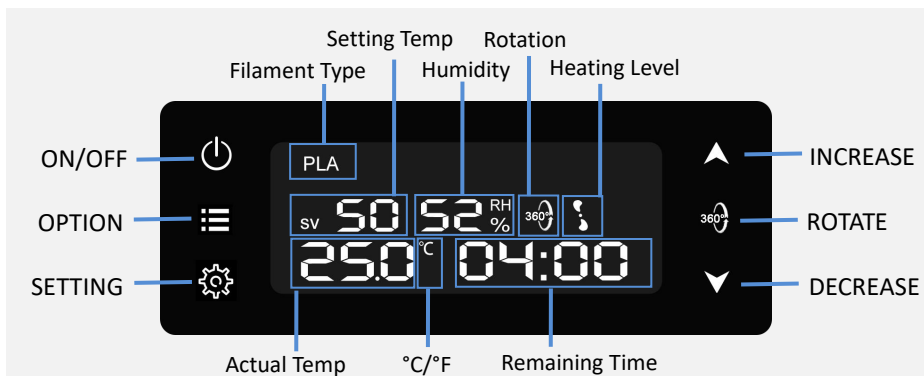 Setting Temp
Rotation
Filament Type
Humidity
Heating Level
ON/OFF
PLA
INCREASE
OPTION
SV 50
52 RH %
360°
360°
ROTATE
SETTING
25.0 °C
04:00
DECREASE
Actual Temp
°C/°F
Remaining Time